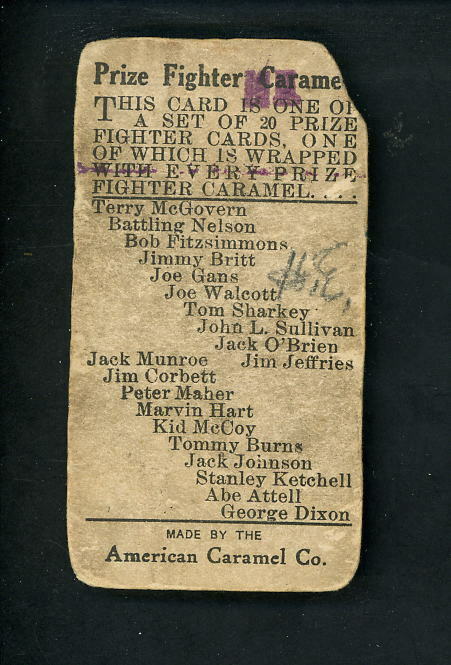 Prize Fighter Carame
THIS CARD IS ONE OF
A SET OF 20 PRIZE
FIGHTER CARDS, ONE
OF WHICH IS WRAPPED
WITH EVERY PRIZE
FIGHTER CARAMEL....
Terry McGovern
Battling Nelson
Bob Fitzsimmons
Jimmy Britt
Joe Gans
Joe Walcott
Tom Sharkey
John L. Sullivan
Jack O'Brien
Jack Munroe Jim Jeffries
Jim Corbett
Peter Maher
Marvin Hart
Kid McCoy
Tommy Burns
Jack Johnson
Stanley Ketchell
Abe Attell
George Dixon
MADE BY THE
American Caramel Co.